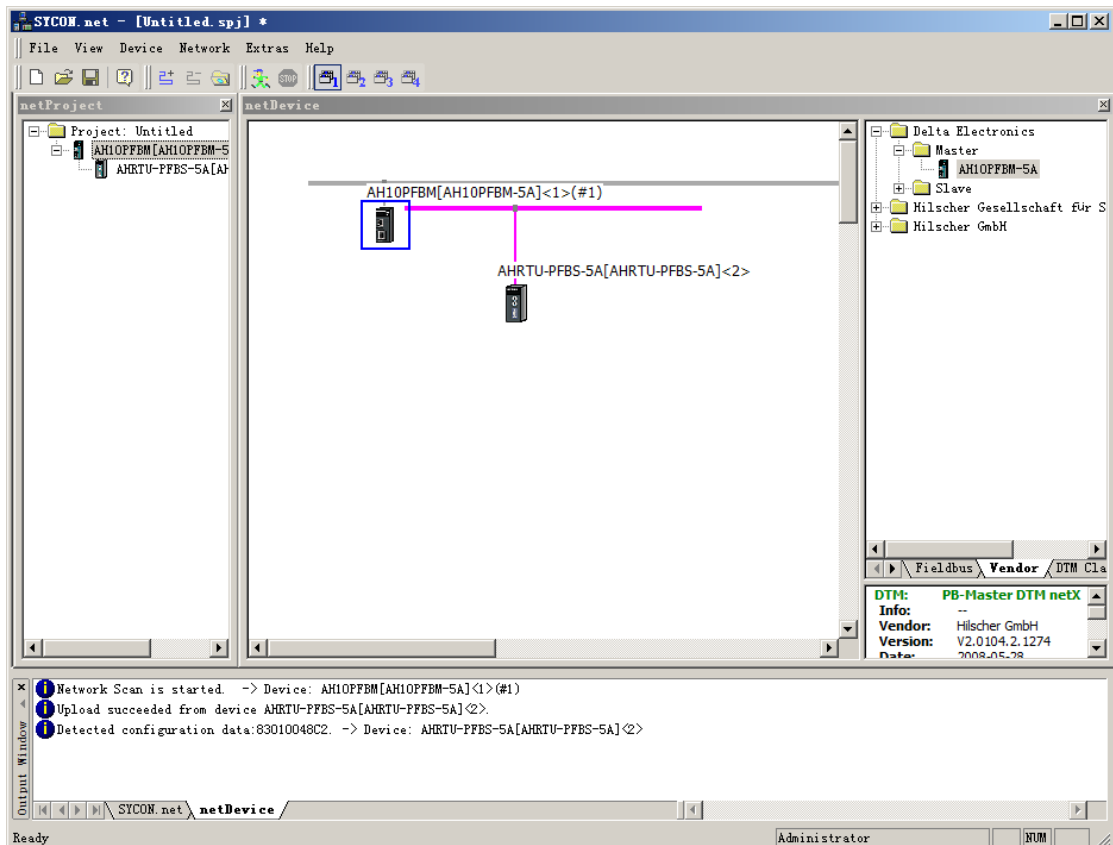 SYCON.net - [Untitled.spj] *
File View Device Network Extras Help
STOP 1 2 3 4
netProject
netDevice
Project: Untitled
AH10PFBM[AH10PFBM-5
AHRTU-PFBS-5A[AH
AH10PFBM[AH10PFBM-5A]<1>(#1)
AHRTU-PFBS-5A[AHRTU-PFBS-5A]<2>
Delta Electronics
Master
AH10PFBM-5A
Slave
Hilscher Gesellschaft für S
Hilscher GmbH
Fieldbus Vendor DTM Cla
DTM: PB-Master DTM netX
Info: --
Vendor: Hilscher GmbH
Version: V2.0104.2.1274
Date: 2008-05-28
Network Scan is started. -> Device: AH10PFBM[AH10PFBM-5A]<1>(#1)
Upload succeeded from device AHRTU-PFBS-5A[AHRTU-PFBS-5A]<2>.
Detected configuration data:83010048C2. -> Device: AHRTU-PFBS-5A[AHRTU-PFBS-5A]<2>
Output Window
SYCON.net netDevice
Ready
Administrator
NUM